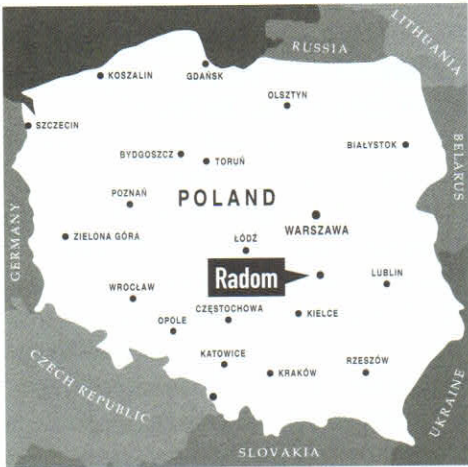 LITHUANIA
RUSSIA
KOSZALIN
GDAŃSK
OLSZTYN
SZCZECIN
BIAŁYSTOK
BELARUS
BYDGOSZCZ
TORUŃ
POZNAŃ
POLAND
WARSZAWA
GERMANY
ZIELONA GÓRA
ŁÓDŹ
Radom
LUBLIN
WROCŁAW
CZĘSTOCHOWA
KIELCE
OPOLE
KATOWICE
KRAKÓW
RZESZÓW
CZECH REPUBLIC
UKRAINE
SLOVAKIA